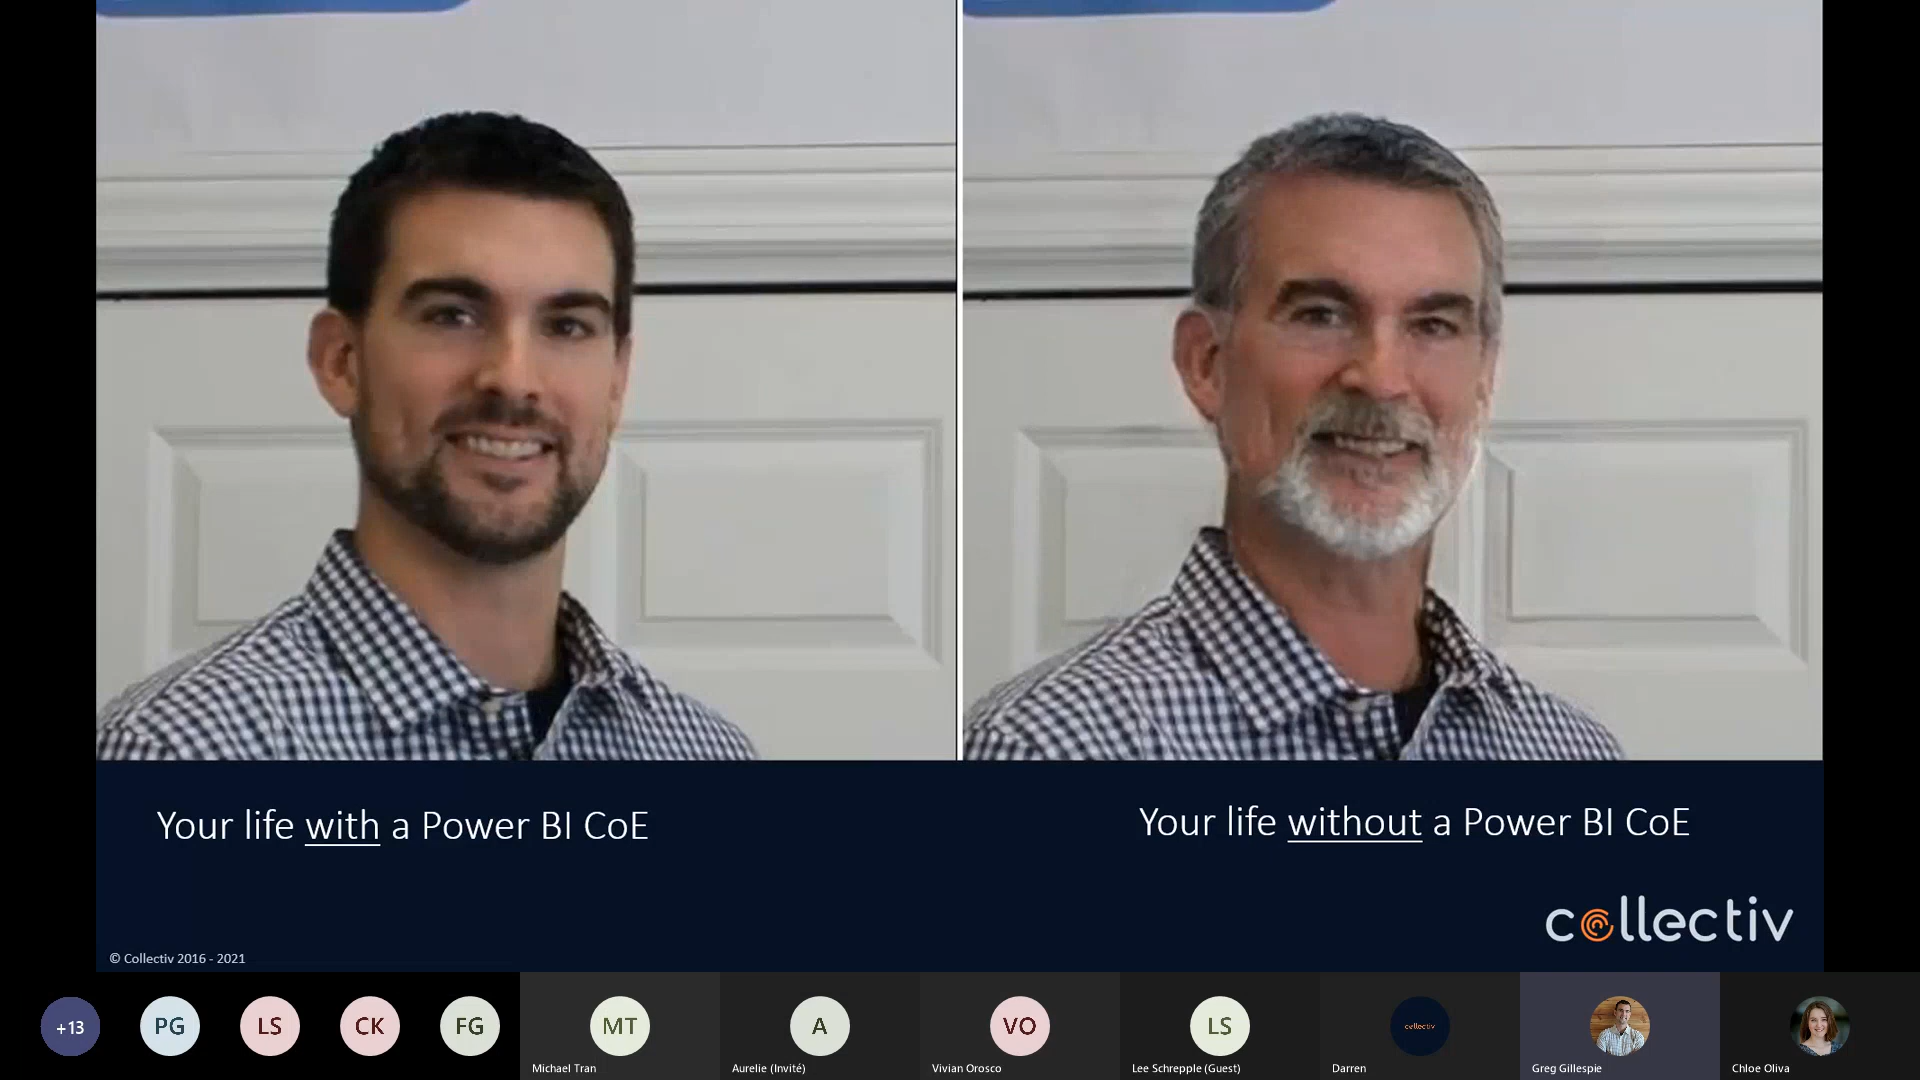 Your life with a Power BI CoE
Your life without a Power BI CoE
collectiv
© Collectiv 2016 - 2021
+13
PG
LS
CK
FG
MT
A
VO
LS
collectiv
Michael Tran
Aurelie (Invité)
Vivian Orosco
Lee Schrepple (Guest)
Darren
Greg Gillespie
Chloe Oliva